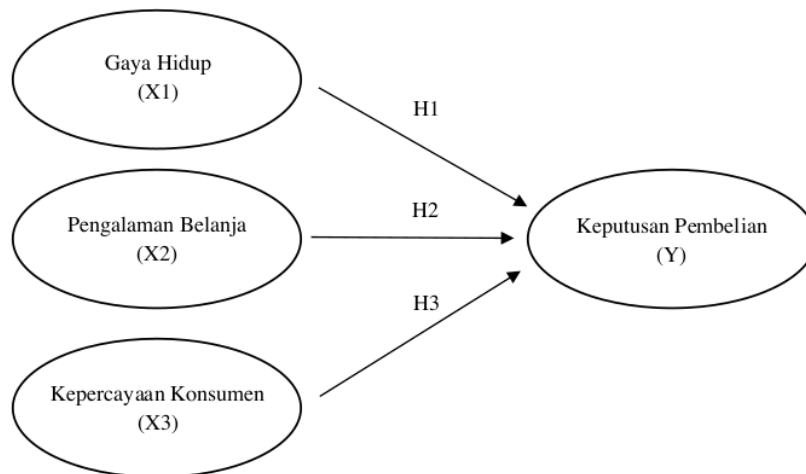 Gaya Hidup
(X1)
H1
Pengalaman Belanja
(X2)
H2
Keputusan Pembelian
(Y)
H3
Kepercayaan Konsumen
(X3)